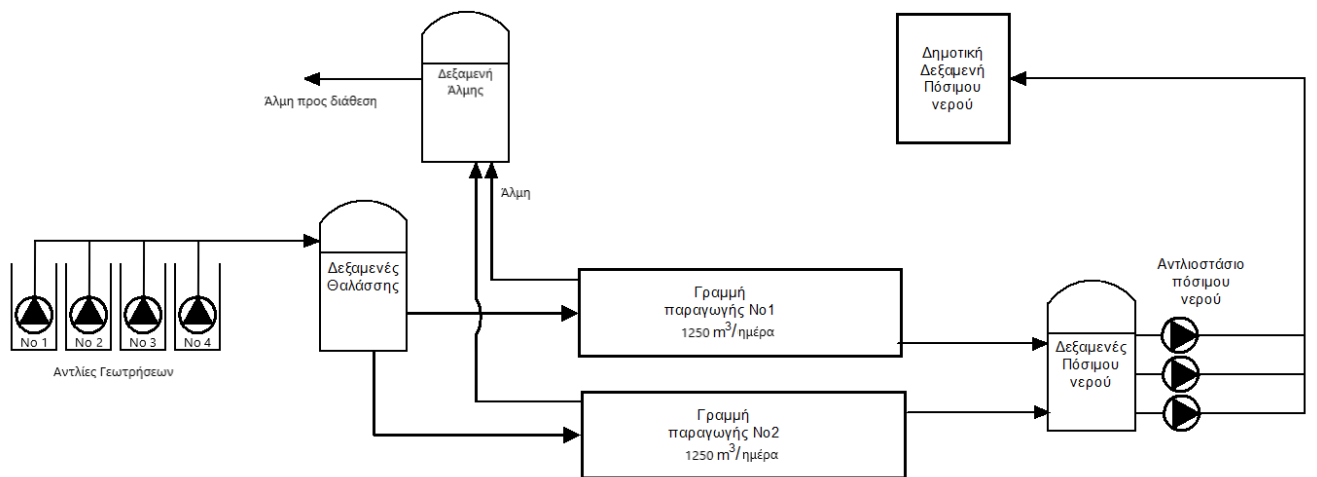 Δεξαμενή
Άλμης
Άλμη προς διάθεση
Δημοτική
Δεξαμενή
Πόσιμου
νερού
Άλμη
Δεξαμενές
Θαλάσσης
No 1 No 2 No 3 No 4
Αντλίες Γεωτρήσεων
Γραμμή
παραγωγής No1
1250 m³/ημέρα
Γραμμή
παραγωγής No2
1250 m³/ημέρα
Δεξαμενές
Πόσιμου
νερού
Αντλιοστάσιο
πόσιμου
νερού